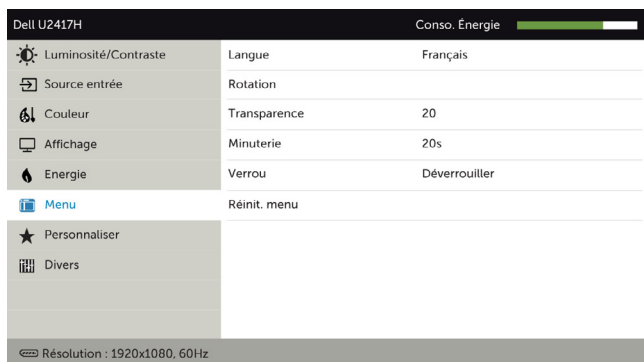 Dell U2417H Conso. Énergie
Luminosité/Contraste Langue Français
Source entrée Rotation
Couleur Transparence 20
Affichage Minuterie 20s
Energie Verrou Déverrouiller
Menu Réinit. menu
Personnaliser
Divers
Résolution : 1920x1080, 60Hz